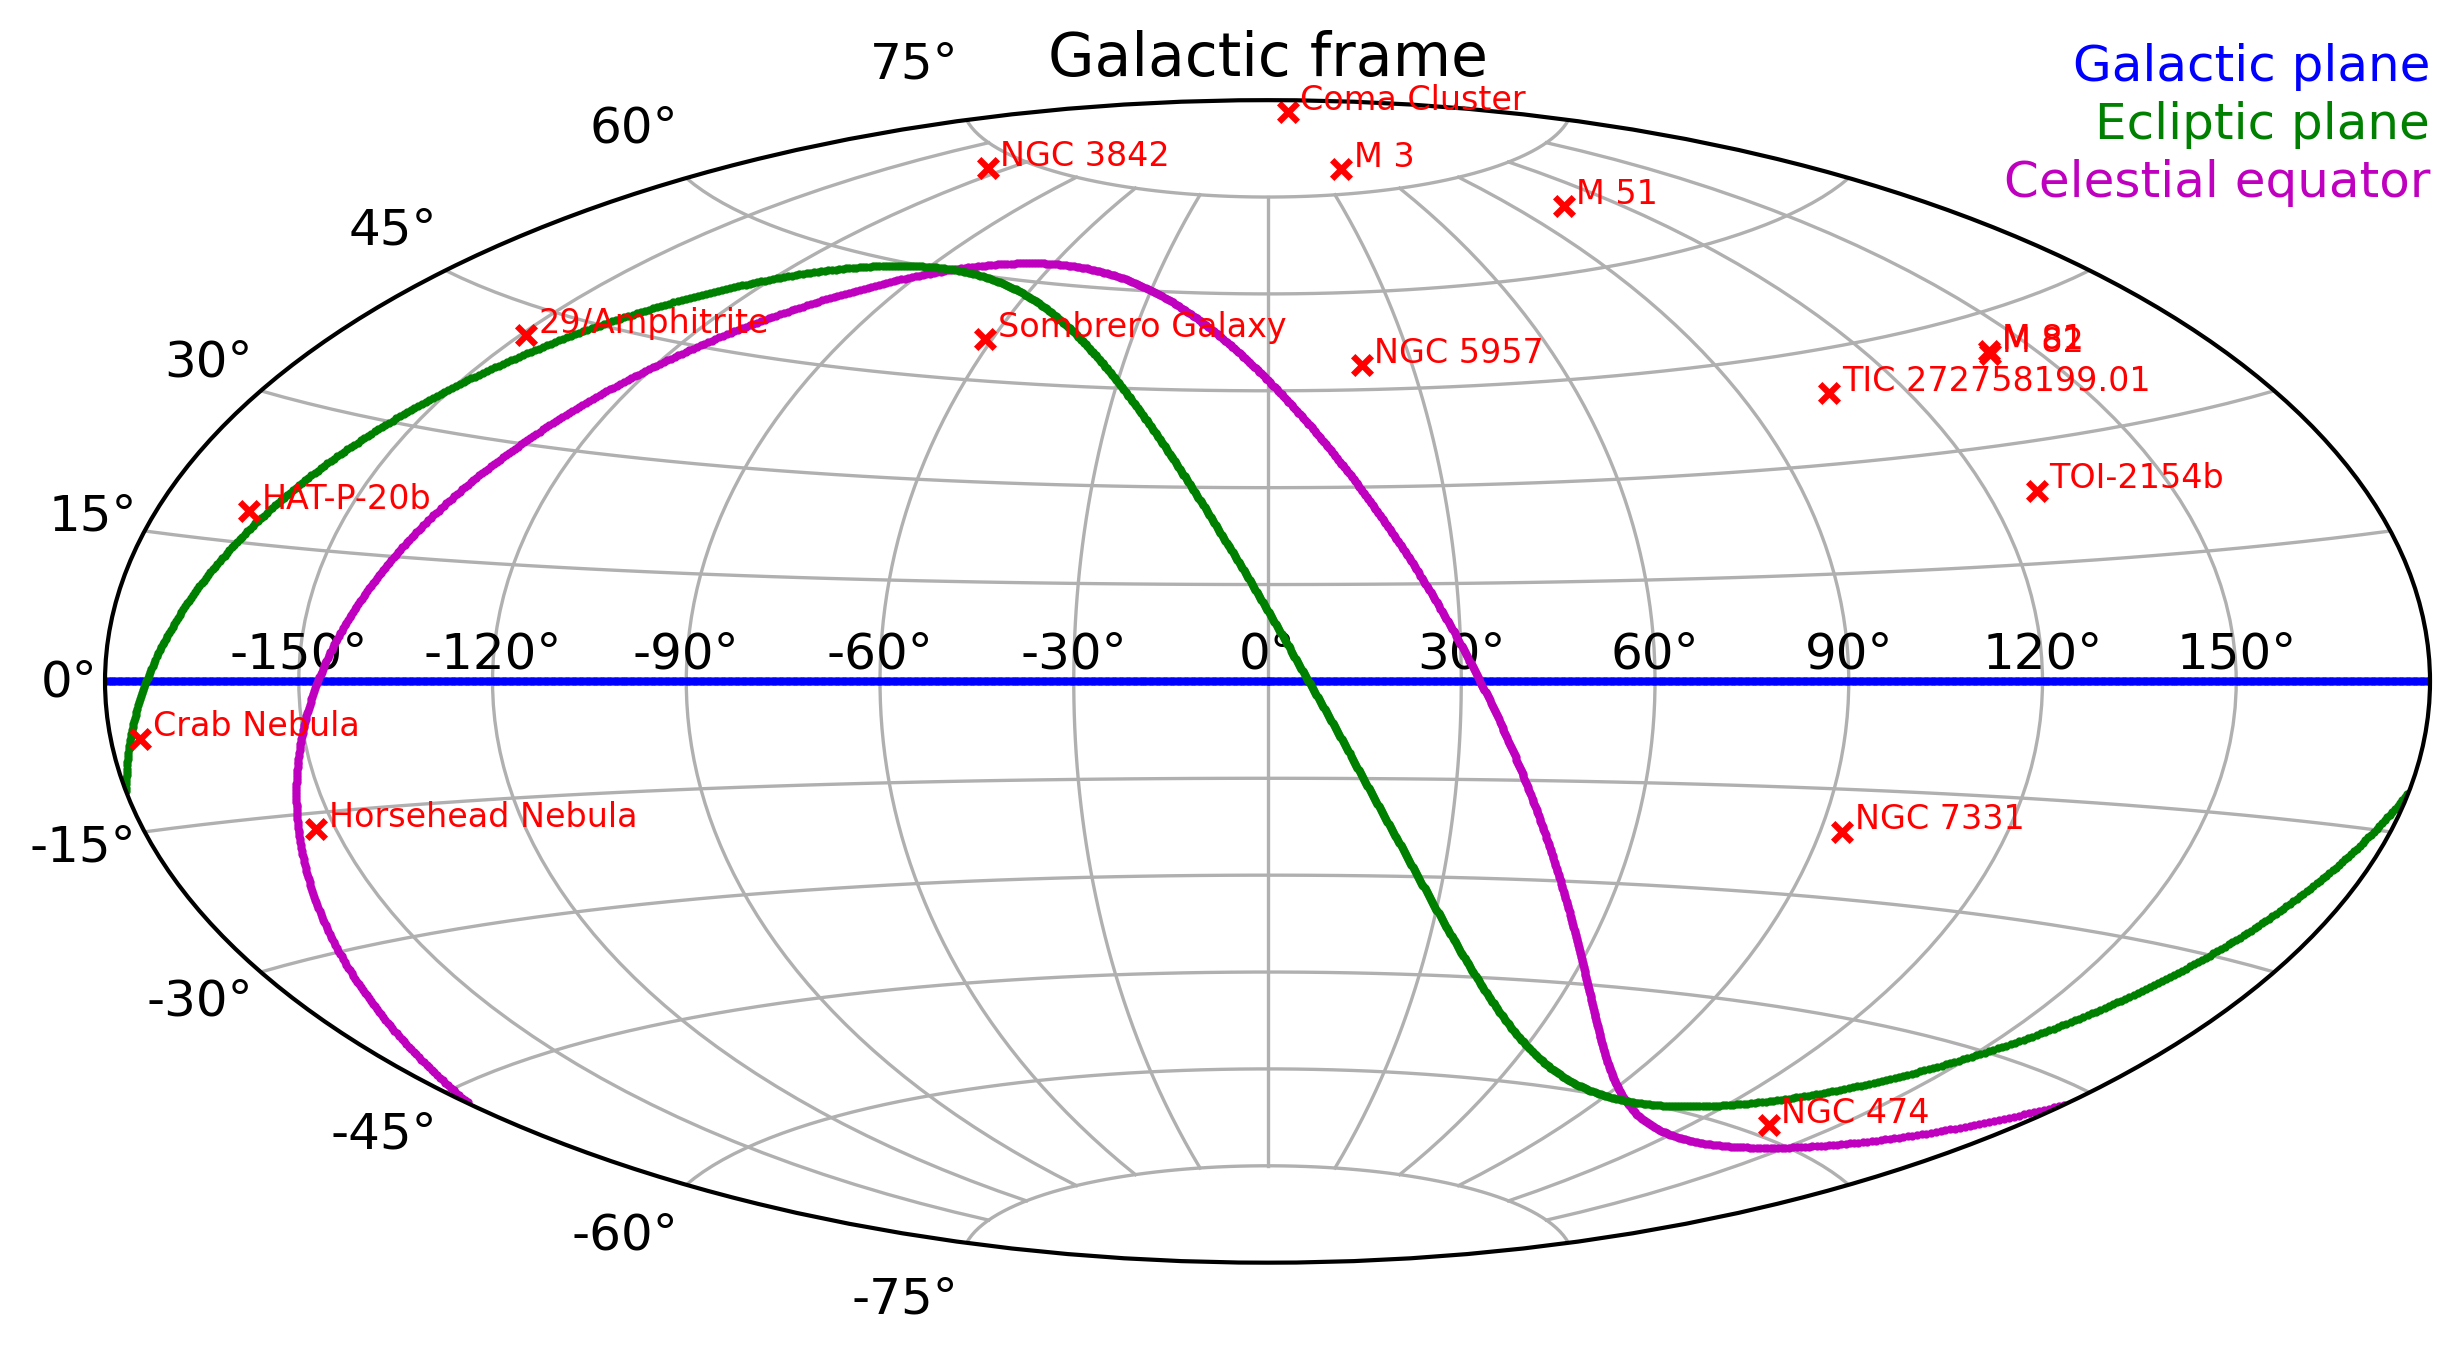 Galactic frame
Galactic plane
Ecliptic plane
Celestial equator
75°
60°
45°
30°
15°
0°
-15°
-30°
-45°
-60°
-75°
-150°
-120°
-90°
-60°
-30°
0°
30°
60°
90°
120°
150°
Coma Cluster
NGC 3842
M 3
M 51
29/Amphitrite
Sombrero Galaxy
NGC 5957
M 81
M 82
TIC 272758199.01
HAT-P-20b
TOI-2154b
Crab Nebula
Horsehead Nebula
NGC 7331
NGC 474